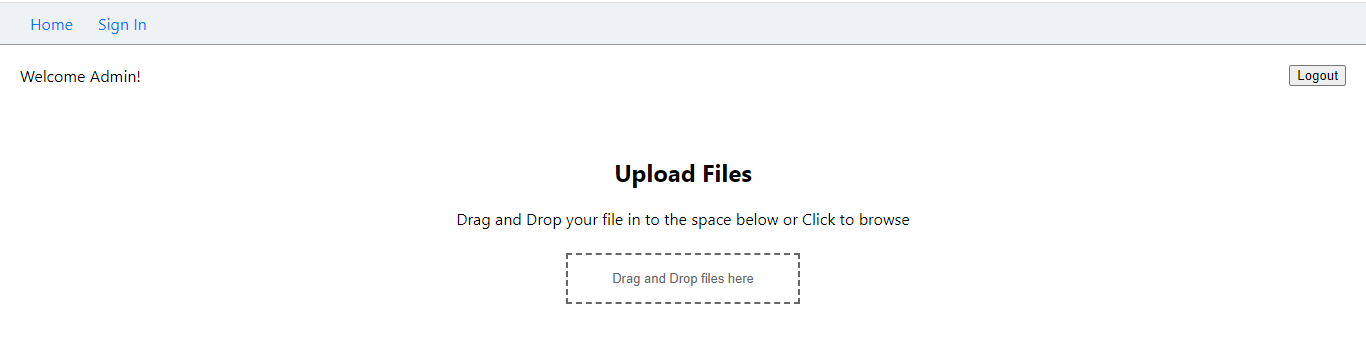 Home Sign In
Welcome Admin! Logout
Upload Files
Drag and Drop your file in to the space below or Click to browse
Drag and Drop files here